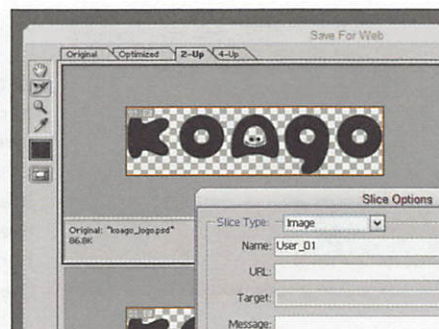 Save For Web
Original Optimized 2-Up 4-Up
koago
Original: "koago_logo.psd"
86.8K
Slice Options
Slice Type: Image
Name: User_01
URL:
Target:
Message: